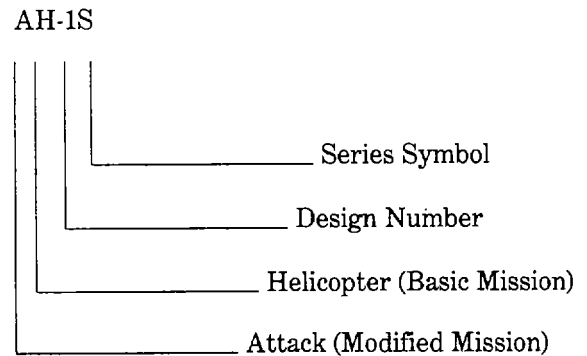 AH-1S
Series Symbol
Design Number
Helicopter (Basic Mission)
Attack (Modified Mission)